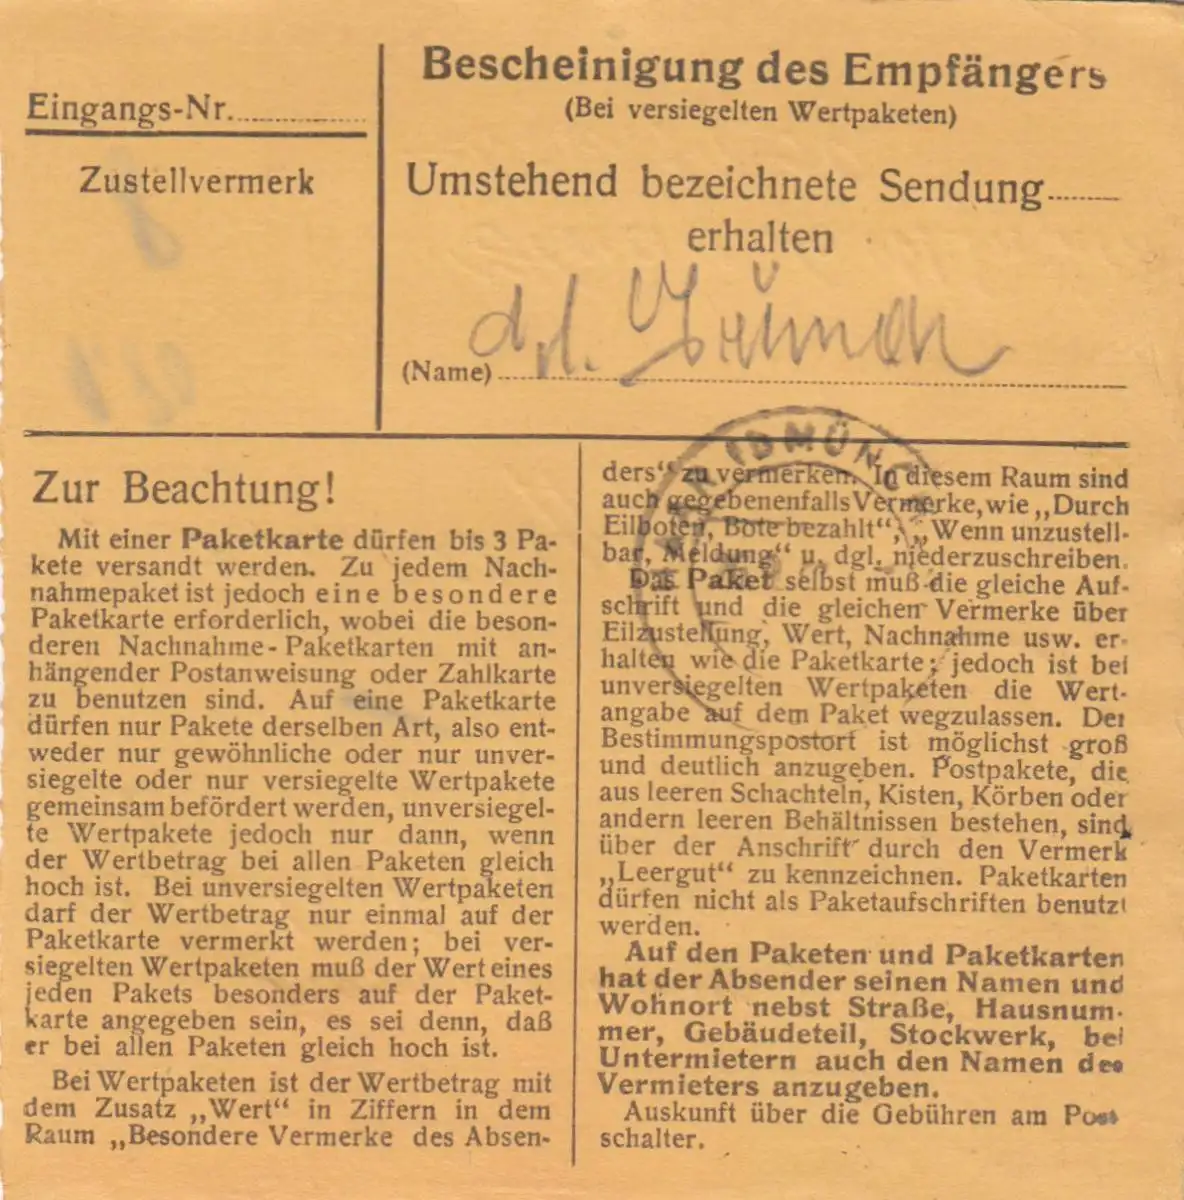 Eingangs-Nr.
Zustellvermerk
Bescheinigung des Empfängers
(Bei versiegelten Wertpaketen)
Umstehend bezeichnete Sendung
erhalten
(Name)
Zur Beachtung!
Mit einer Paketkarte dürfen bis 3 Pa-
kete versandt werden. Zu jedem Nach-
nahmepaket ist jedoch eine besondere
Paketkarte erforderlich, wobei die beson-
deren Nachnahme-Paketkarten mit an-
hängender Postanweisung oder Zahlkarte
zu benutzen sind. Auf eine Paketkarte
dürfen nur Pakete derselben Art, also ent-
weder nur gewöhnliche oder nur unver-
siegelte oder nur versiegelte Wertpakete
gemeinsam befördert werden, unversiegel-
te Wertpakete jedoch nur dann, wenn
der Wertbetrag bei allen Paketen gleich
hoch ist. Bei unversiegelten Wertpaketen
darf der Wertbetrag nur einmal auf der
Paketkarte vermerkt werden; bei ver-
siegelten Wertpaketen muß der Wert eines
jeden Pakets besonders auf der Paket-
karte angegeben sein, es sei denn, daß
er bei allen Paketen gleich hoch ist.
Bei Wertpaketen ist der Wertbetrag mit
dem Zusatz „Wert“ in Ziffern in dem
Raum „Besondere Vermerke des Absen-
ders“ zu vermerken. In diesem Raum sind
auch gegebenenfalls Vermerke, wie „Durch
Eilboten, Bote bezahlt“, „Wenn unzustell-
bar, Meldung“ u. dgl. niederzuschreiben.
Das Paket selbst muß die gleiche Auf-
schrift und die gleichen Vermerke über
Eilzustellung, Wert, Nachnahme usw. er-
halten wie die Paketkarte; jedoch ist bei
unversiegelten Wertpaketen die Wert-
angabe auf dem Paket wegzulassen. Der
Bestimmungspostort ist möglichst groß
und deutlich anzugeben. Postpakete, die
aus leeren Schachteln, Kisten, Körben oder
andern leeren Behältnissen bestehen, sind
über der Anschrift durch den Vermerk
„Leergut“ zu kennzeichnen. Paketkarten
dürfen nicht als Paketaufschriften benutzt
werden.
Auf den Paketen und Paketkarten
hat der Absender seinen Namen und
Wohnort nebst Straße, Hausnum-
mer, Gebäudeteil, Stockwerk, bei
Untermietern auch den Namen des
Vermieters anzugeben.
Auskunft über die Gebühren am Post
schalter.